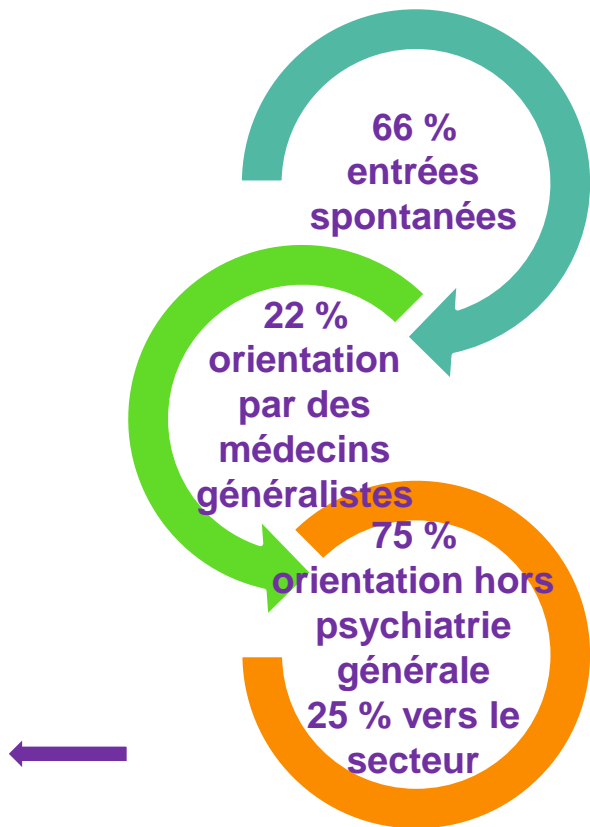 66 %
entrées
spontanées
22 %
orientation
par des
médecins
généralistes
75 %
orientation hors
psychiatrie
générale
25 % vers le
secteur